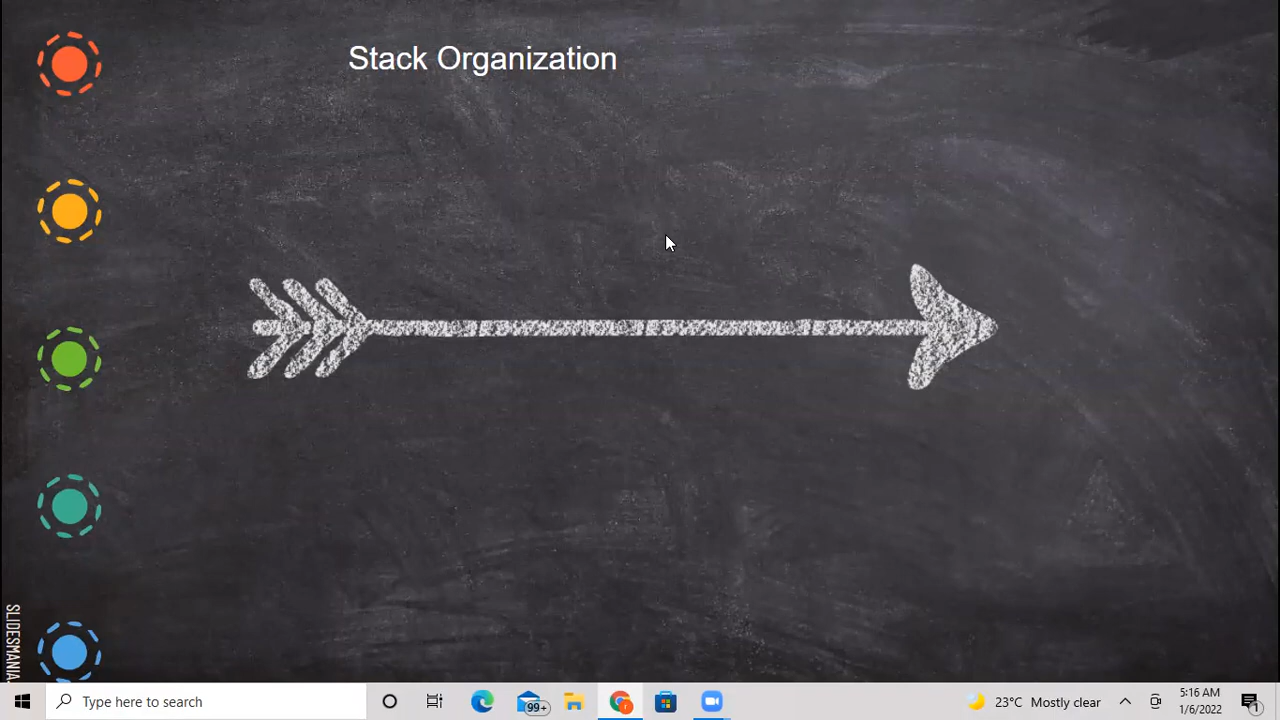 Stack Organization
SLIDESMANIA
Type here to search
99+
23°C Mostly clear
5:16 AM
1/6/2022
1